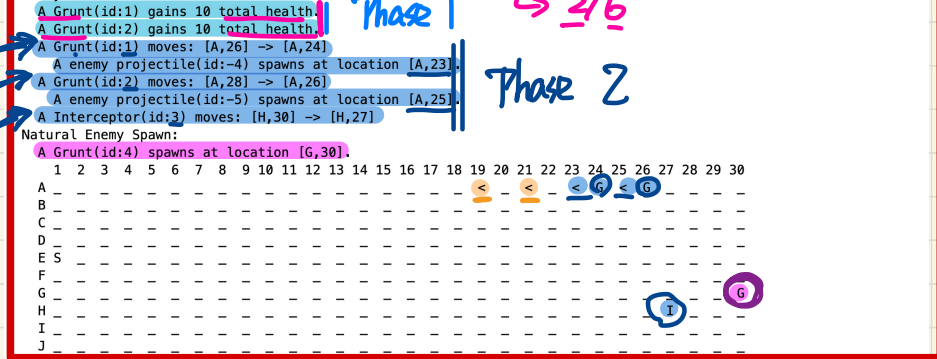 A Grunt(id:1) gains 10 total health.
A Grunt(id:2) gains 10 total health.
Phase 1
A Grunt(id:1) moves: [A,26] -> [A,24]
A enemy projectile(id:-4) spawns at location [A,23].
A Grunt(id:2) moves: [A,28] -> [A,26]
A enemy projectile(id:-5) spawns at location [A,25].
A Interceptor(id:3) moves: [H,30] -> [H,27]
Phase 2
Natural Enemy Spawn:
A Grunt(id:4) spawns at location [G,30].
1 2 3 4 5 6 7 8 9 10 11 12 13 14 15 16 17 18 19 20 21 22 23 24 25 26 27 28 29 30
A _ _ _ _ _ _ _ _ _ _ _ _ _ _ _ _ _ _ < _ < _ < G < G _ _ _ _
B _ _ _ _ _ _ _ _ _ _ _ _ _ _ _ _ _ _ _ _ _ _ _ _ _ _ _ _ _ _
C _ _ _ _ _ _ _ _ _ _ _ _ _ _ _ _ _ _ _ _ _ _ _ _ _ _ _ _ _ _
D _ _ _ _ _ _ _ _ _ _ _ _ _ _ _ _ _ _ _ _ _ _ _ _ _ _ _ _ _ _
E S _ _ _ _ _ _ _ _ _ _ _ _ _ _ _ _ _ _ _ _ _ _ _ _ _ _ _ _ _
F _ _ _ _ _ _ _ _ _ _ _ _ _ _ _ _ _ _ _ _ _ _ _ _ _ _ _ _ _ _
G _ _ _ _ _ _ _ _ _ _ _ _ _ _ _ _ _ _ _ _ _ _ _ _ _ _ _ _ _ G
H _ _ _ _ _ _ _ _ _ _ _ _ _ _ _ _ _ _ _ _ _ _ _ _ _ _ I _ _ _
I _ _ _ _ _ _ _ _ _ _ _ _ _ _ _ _ _ _ _ _ _ _ _ _ _ _ _ _ _ _
J _ _ _ _ _ _ _ _ _ _ _ _ _ _ _ _ _ _ _ _ _ _ _ _ _ _ _ _ _ _